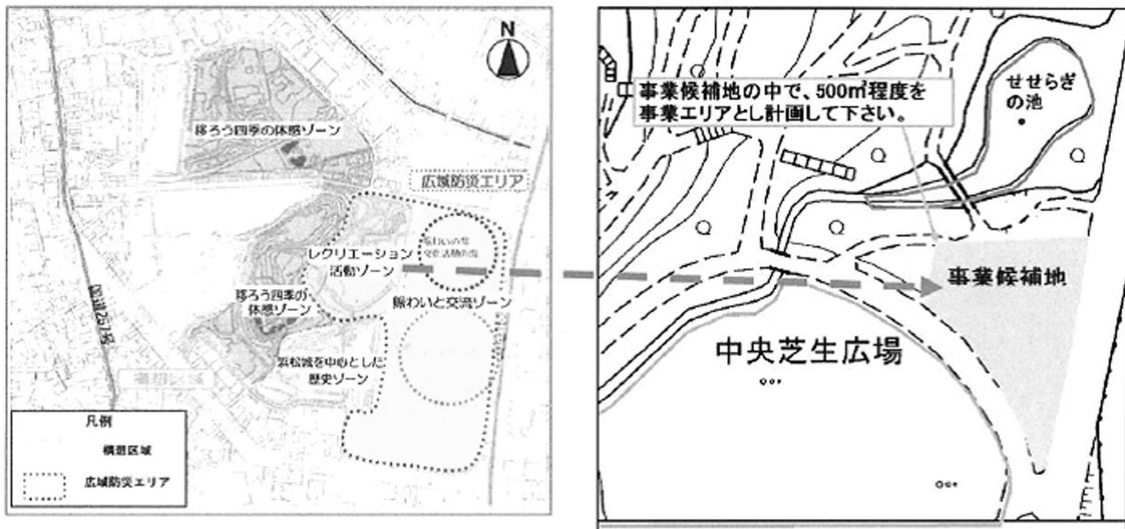 N
移ろう四季の体感ゾーン
広域防災エリア
レクリエーション
活動ゾーン
賑わいと交流ゾーン
移ろう四季の
体感ゾーン
浜松城を中心とした
歴史ゾーン
国道257号
構想区域
凡例
構想区域
広域防災エリア
事業候補地の中で、500㎡程度を
事業エリアとし計画して下さい。
せせらぎ
の池
事業候補地
中央芝生広場